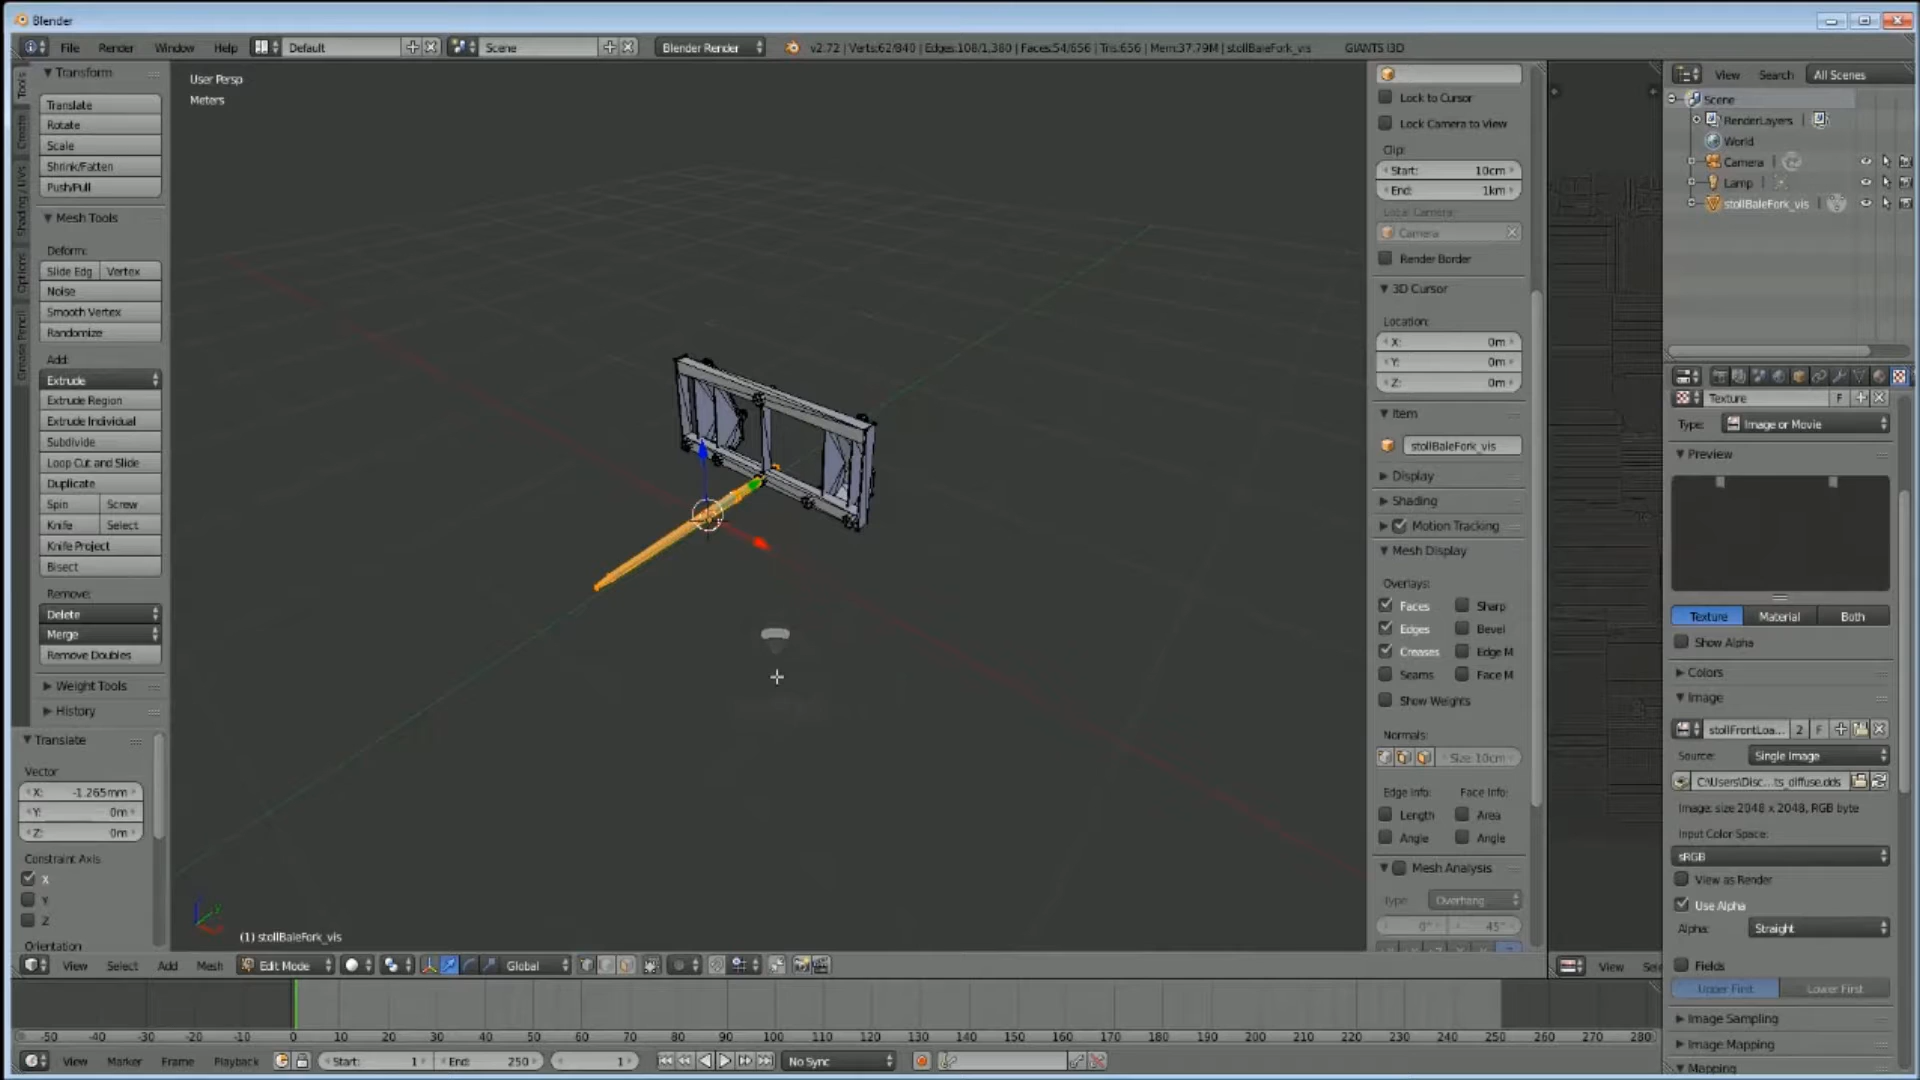 Blender
File Render Window Help Default Scene Blender Render v2.72 | Verts:62/840 | Edges:108/1,380 | Faces:54/656 | Tris:656 | Mem:37.79M | stollBaleFork_vis GIANTS I3D
Tools
Create
Shading / UVs
Options
Grease Pencil
Transform
Translate
Rotate
Scale
Shrink/Fatten
Push/Pull
Mesh Tools
Deform:
Slide Edg Vertex
Noise
Smooth Vertex
Randomize
Add:
Extrude
Extrude Region
Extrude Individual
Subdivide
Loop Cut and Slide
Duplicate
Spin Screw
Knife Select
Knife Project
Bisect
Remove:
Delete
Merge
Remove Doubles
Weight Tools
History
Translate
Vector
X: -1.265mm
Y: 0m
Z: 0m
Constraint Axis
X
Y
Z
Orientation
User Persp
Meters
(1) stollBaleFork_vis
Lock to Cursor
Lock Camera to View
Clip:
Start: 10cm
End: 1km
Local Camera:
Camera
Render Border
3D Cursor
Location:
X: 0m
Y: 0m
Z: 0m
Item
stollBaleFork_vis
Display
Shading
Motion Tracking
Mesh Display
Overlays:
Faces Sharp
Edges Bevel
Creases Edge M
Seams Face M
Show Weights
Normals:
Size: 10cm
Edge Info: Face Info:
Length Area
Angle Angle
Mesh Analysis
Type: Overhang
0° 45°
View Search All Scenes
Scene
RenderLayers
World
Camera
Lamp
stollBaleFork_vis
Texture F
Type: Image or Movie
Preview
Texture Material Both
Show Alpha
Colors
Image
stollFrontLoa... 2 F
Source: Single Image
C:\Users\Disc...ts_diffuse.dds
Image: size 2048 x 2048, RGB byte
Input Color Space:
sRGB
View as Render
Use Alpha
Alpha: Straight
Fields
Upper First Lower First
Image Sampling
Image Mapping
Mapping
View Select Add Mesh Edit Mode Global
View Sele
-50 -40 -30 -20 -10 0 10 20 30 40 50 60 70 80 90 100 110 120 130 140 150 160 170 180 190 200 210 220 230 240 250 260 270 280
View Marker Frame Playback Start: 1 End: 250 1 No Sync